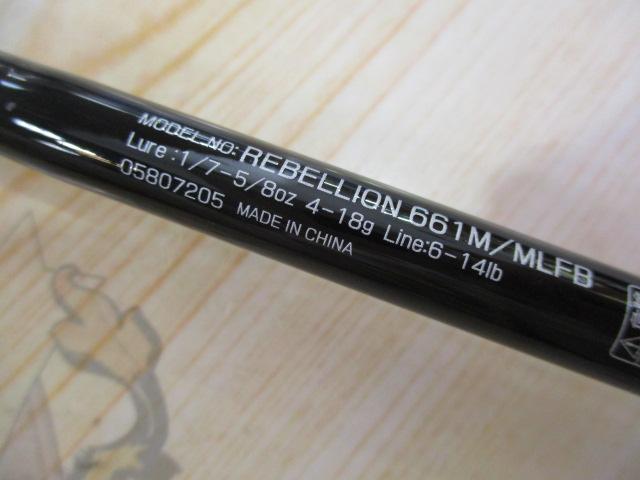 MODEL NO: REBELLION 661M/MLFB
Lure :1/7-5/8oz 4-18g Line:6-14lb
05807205 MADE IN CHINA